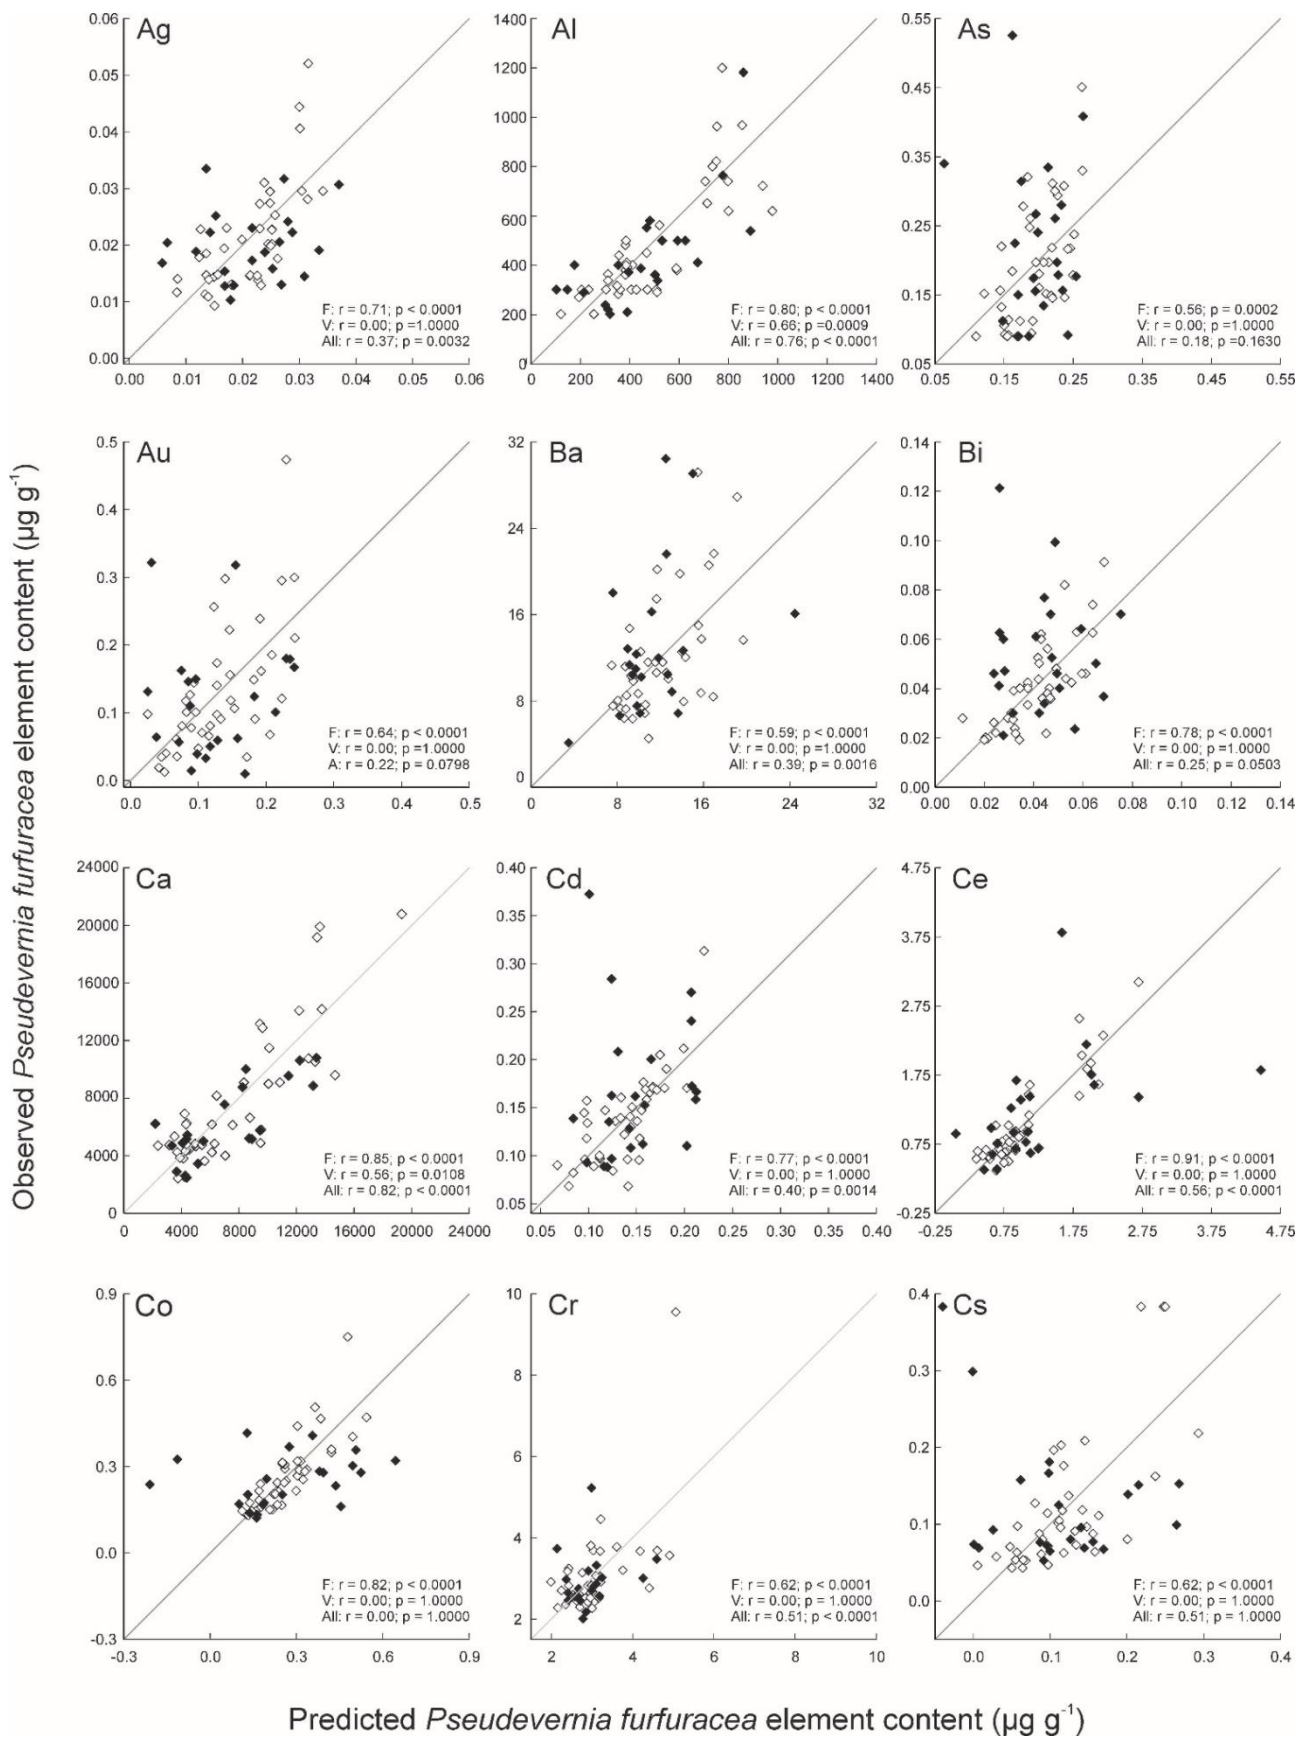 Observed Pseudevernia furfuracea element content (µg g-1)
Ag
0.06
0.05
0.04
0.03
0.02
0.01
0.00
0.00 0.01 0.02 0.03 0.04 0.05 0.06
F: r = 0.71; p < 0.0001
V: r = 0.00; p =1.0000
All: r = 0.37; p = 0.0032
Al
1400
1200
1000
800
600
400
200
0
0 200 400 600 800 1000 1200 1400
F: r = 0.80; p < 0.0001
V: r = 0.66; p =0.0009
All: r = 0.76; p < 0.0001
As
0.55
0.45
0.35
0.25
0.15
0.05
0.05 0.15 0.25 0.35 0.45 0.55
F: r = 0.56; p = 0.0002
V: r = 0.00; p =1.0000
All: r = 0.18; p =0.1630
Au
0.5
0.4
0.3
0.2
0.1
0.0
0.0 0.1 0.2 0.3 0.4 0.5
F: r = 0.64; p < 0.0001
V: r = 0.00; p =1.0000
A: r = 0.22; p = 0.0798
Ba
32
24
16
8
0
0 8 16 24 32
F: r = 0.59; p < 0.0001
V: r = 0.00; p =1.0000
All: r = 0.39; p = 0.0016
Bi
0.14
0.12
0.10
0.08
0.06
0.04
0.02
0.00
0.00 0.02 0.04 0.06 0.08 0.10 0.12 0.14
F: r = 0.78; p < 0.0001
V: r = 0.00; p =1.0000
All: r = 0.25; p = 0.0503
Ca
24000
20000
16000
12000
8000
4000
0
0 4000 8000 12000 16000 20000 24000
F: r = 0.85; p < 0.0001
V: r = 0.56; p = 0.0108
All: r = 0.82; p < 0.0001
Cd
0.40
0.35
0.30
0.25
0.20
0.15
0.10
0.05
0.05 0.10 0.15 0.20 0.25 0.30 0.35 0.40
F: r = 0.77; p < 0.0001
V: r = 0.00; p = 1.0000
All: r = 0.40; p = 0.0014
Ce
4.75
3.75
2.75
1.75
0.75
-0.25
-0.25 0.75 1.75 2.75 3.75 4.75
F: r = 0.91; p < 0.0001
V: r = 0.00; p = 1.0000
All: r = 0.56; p < 0.0001
Co
0.9
0.6
0.3
0.0
-0.3
-0.3 0.0 0.3 0.6 0.9
F: r = 0.82; p < 0.0001
V: r = 0.00; p = 1.0000
All: r = 0.00; p = 1.0000
Cr
10
8
6
4
2
2 4 6 8 10
F: r = 0.62; p < 0.0001
V: r = 0.00; p = 1.0000
All: r = 0.51; p < 0.0001
Cs
0.4
0.3
0.2
0.1
0.0
0.0 0.1 0.2 0.3 0.4
F: r = 0.62; p < 0.0001
V: r = 0.00; p = 1.0000
All: r = 0.51; p = 1.0000
Predicted Pseudevernia furfuracea element content (µg g-1)